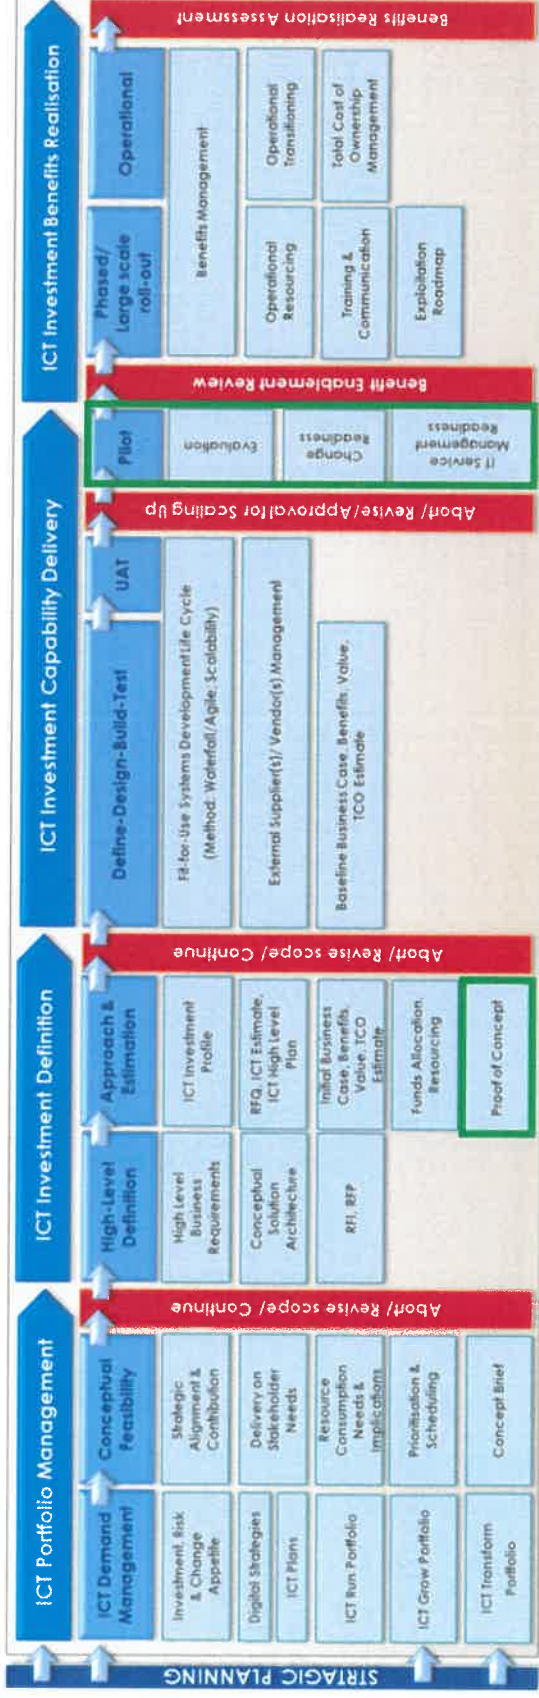 STRTAGIC PLANNING
ICT Portfolio Management
ICT Demand
Management
Investment, Risk
& Change
Appetite
Digital Strategies
ICT Plans
ICT Run Portfolio
ICT Grow Portfolio
ICT Transform
Portfolio
Conceptual
Feasibility
Strategic
Alignment &
Contribution
Delivery on
Stakeholder
Needs
Resource
Consumption
Needs &
Implications
Prioritisation &
Scheduling
Concept Brief
Abort/ Revise scope/ Continue
ICT Investment Definition
High-Level
Definition
High Level
Business
Requirements
Conceptual
Solution
Architecture
RFI, RFP
Approach &
Estimation
ICT Investment
Profile
RFQ, ICT Estimate,
ICT High Level
Plan
Initial Business
Case, Benefits,
Value, TCO
Estimate
Funds Allocation,
Resourcing
Proof of Concept
Abort/ Revise scope/ Continue
ICT Investment Capability Delivery
Define-Design-Build-Test
UAT
Fit-for-Use Systems Development Life Cycle
(Method: Waterfall/Agile, Scalability)
External Supplier(s)/ Vendor(s) Management
Baseline Business Case, Benefits, Value,
TCO Estimate
Abort/ Revise/Approval for Scaling Up
Pilot
Evaluation
Change
Readiness
IT Service
Management
Readiness
Benefit Enablement Review
ICT Investment Benefits Realisation
Phased/
Large scale
roll-out
Operational
Benefits Management
Operational
Resourcing
Operational
Transitioning
Training &
Communication
Total Cost of
Ownership
Management
Exploitation
Roadmap
Benefits Realisation Assessment